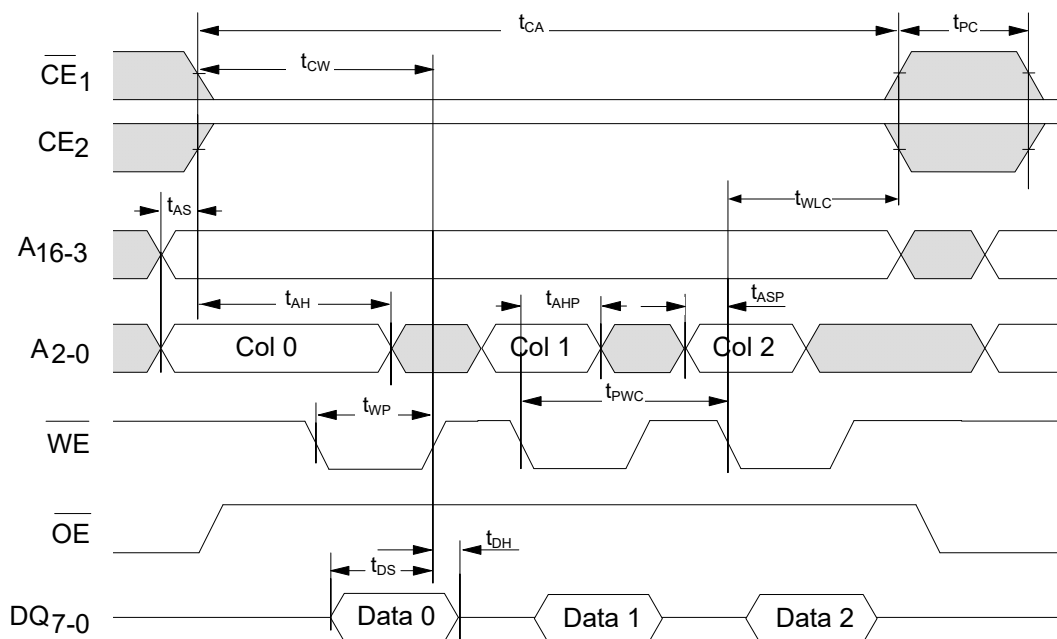 tCA
tPC
tCW
CE1
CE2
tWLC
tAS
A16-3
tAH
tAHP
tASP
A2-0
Col 0
Col 1
Col 2
tWP
tPWC
WE
OE
tDH
tDS
DQ7-0
Data 0
Data 1
Data 2